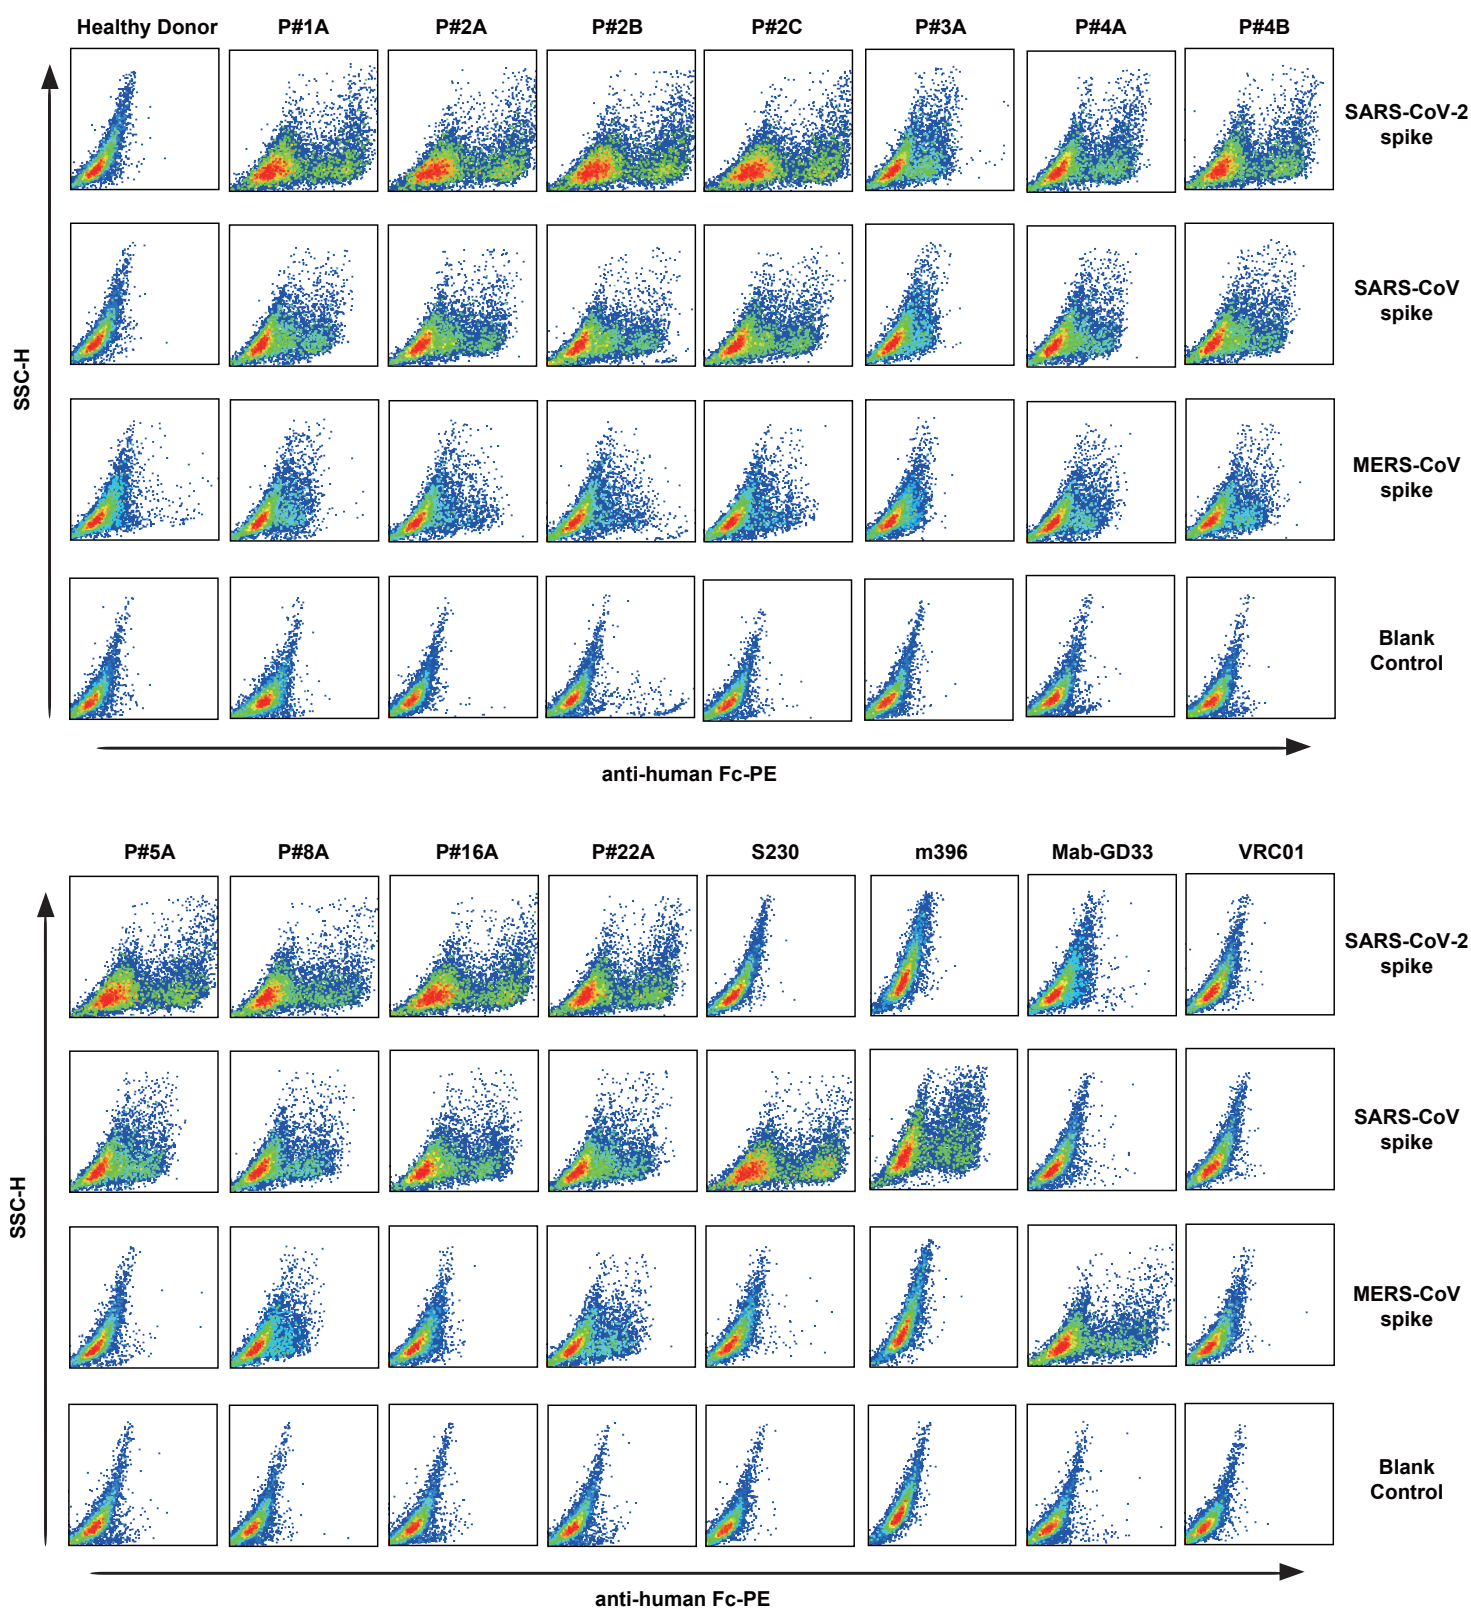 Healthy Donor P#1A P#2A P#2B P#2C P#3A P#4A P#4B
SARS-CoV-2
spike
SARS-CoV
spike
SSC-H
MERS-CoV
spike
Blank
Control
anti-human Fc-PE
P#5A P#8A P#16A P#22A S230 m396 Mab-GD33 VRC01
SARS-CoV-2
spike
SARS-CoV
spike
SSC-H
MERS-CoV
spike
Blank
Control
anti-human Fc-PE